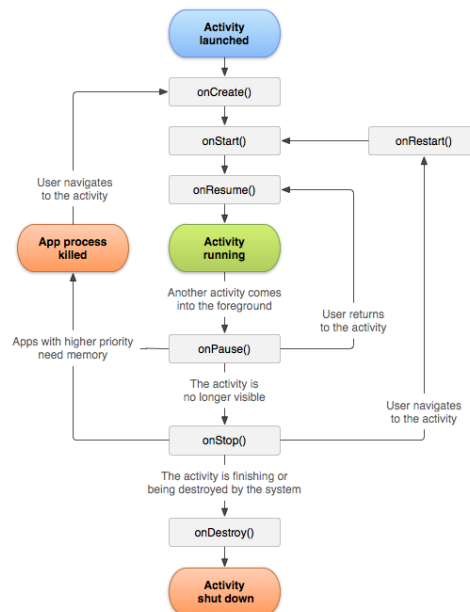 Activity
launched
onCreate()
onStart()
onRestart()
User navigates
to the activity
onResume()
App process
killed
Activity
running
Another activity comes
into the foreground
User returns
to the activity
Apps with higher priority
need memory
onPause()
The activity is
no longer visible
User navigates
to the activity
onStop()
The activity is finishing or
being destroyed by the system
onDestroy()
Activity
shut down